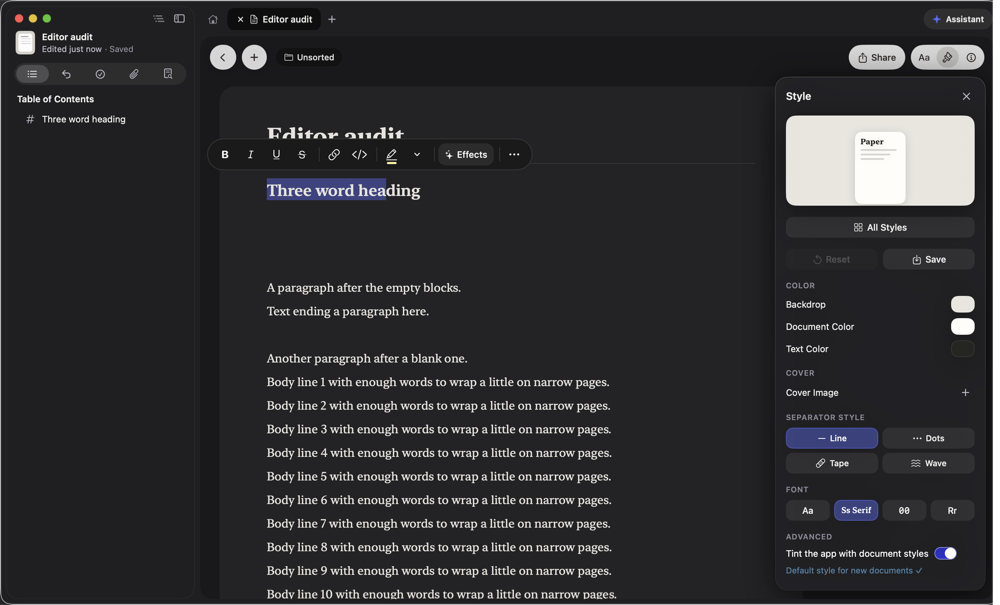 Editor audit
Edited just now · Saved
Table of Contents
# Three word heading
Editor audit
Assistant
Unsorted
Share
Aa
Editor audit
B I U S </> Effects ...
Three word heading
A paragraph after the empty blocks.
Text ending a paragraph here.
Another paragraph after a blank one.
Body line 1 with enough words to wrap a little on narrow pages.
Body line 2 with enough words to wrap a little on narrow pages.
Body line 3 with enough words to wrap a little on narrow pages.
Body line 4 with enough words to wrap a little on narrow pages.
Body line 5 with enough words to wrap a little on narrow pages.
Body line 6 with enough words to wrap a little on narrow pages.
Body line 7 with enough words to wrap a little on narrow pages.
Body line 8 with enough words to wrap a little on narrow pages.
Body line 9 with enough words to wrap a little on narrow pages.
Body line 10 with enough words to wrap a little on narrow pages.
Style
Paper
All Styles
Reset
Save
COLOR
Backdrop
Document Color
Text Color
COVER
Cover Image
SEPARATOR STYLE
Line
Dots
Tape
Wave
FONT
Aa
Ss Serif
00
Rr
ADVANCED
Tint the app with document styles
Default style for new documents ✓